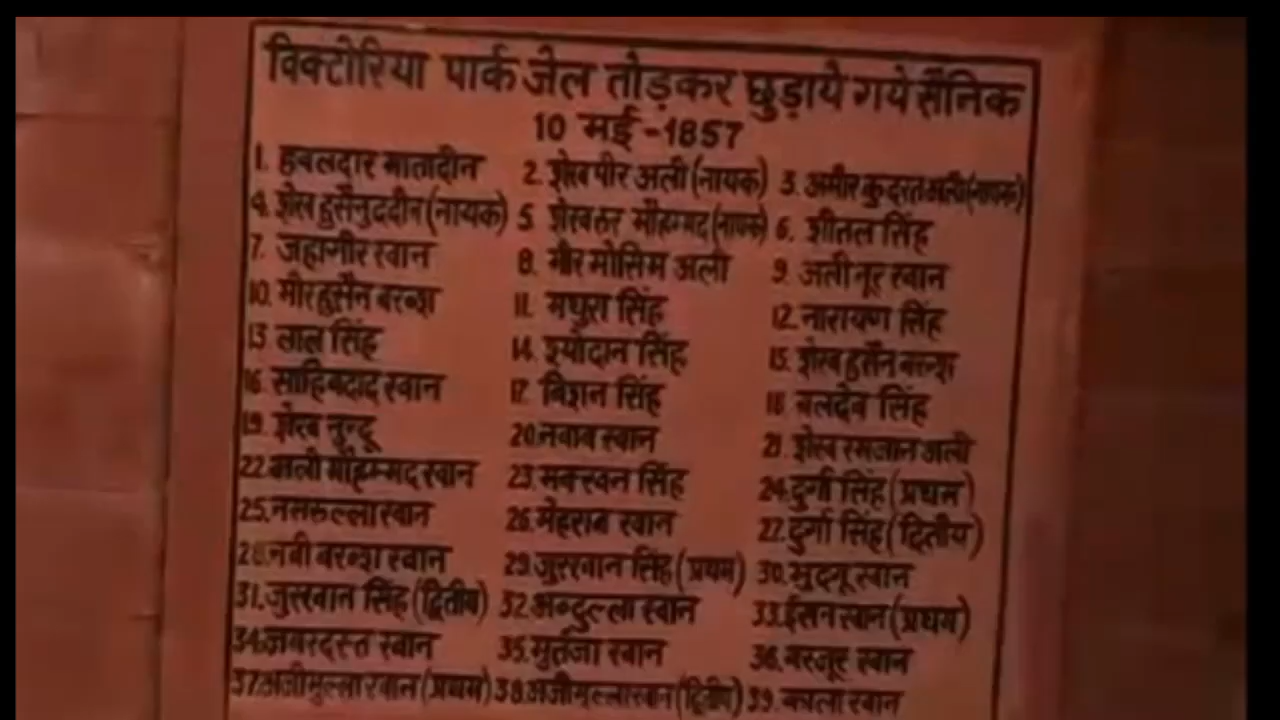 विक्टोरिया पार्क जेल तोड़कर छुड़ाये गये सैनिक
10 मई -1857
1. हवलदार मातादीन 2. शेख पीर अली (नायक) 3. अमीर कुदरत अली (नायक)
4. शेख हुसैनुददीन (नायक) 5. शेख नूर मौहम्मद (नायक) 6. शीतल सिंह
7. जहागीर खान 8. मीर मोसिम अली 9. अली नूर खान
10. मीर हुसैन बख्श 11. मथुरा सिंह 12. नारायण सिंह
13. लाल सिंह 14. श्योदान सिंह 15. शेख हुसैन बख्श
16. साहिबदाद खान 17. बिशन सिंह 18. बलदेव सिंह
19. शेख नुन्दू 20. नवाब खान 21. शेख रमजान अली
22. अली मौहम्मद खान 23. मक्खन सिंह 24. दुर्गा सिंह (प्रथम)
25. नसरुल्ला खान 26. मेहराब खान 27. दुर्गा सिंह (द्वितीय)
28. नबी बख्श खान 29. जुरखान सिंह (प्रथम) 30. खान
31. जुरखान सिंह (द्वितीय) 32. अब्दुल्ला खान 33. ईसन खान (प्रथम)
34. जबरदस्त खान 35. मुर्तजा खान 36. बरजूर खान
37. अजीमुल्ला खान (प्रथम) 38. अजीमुल्ला खान (द्वितीय) 39. काला खान